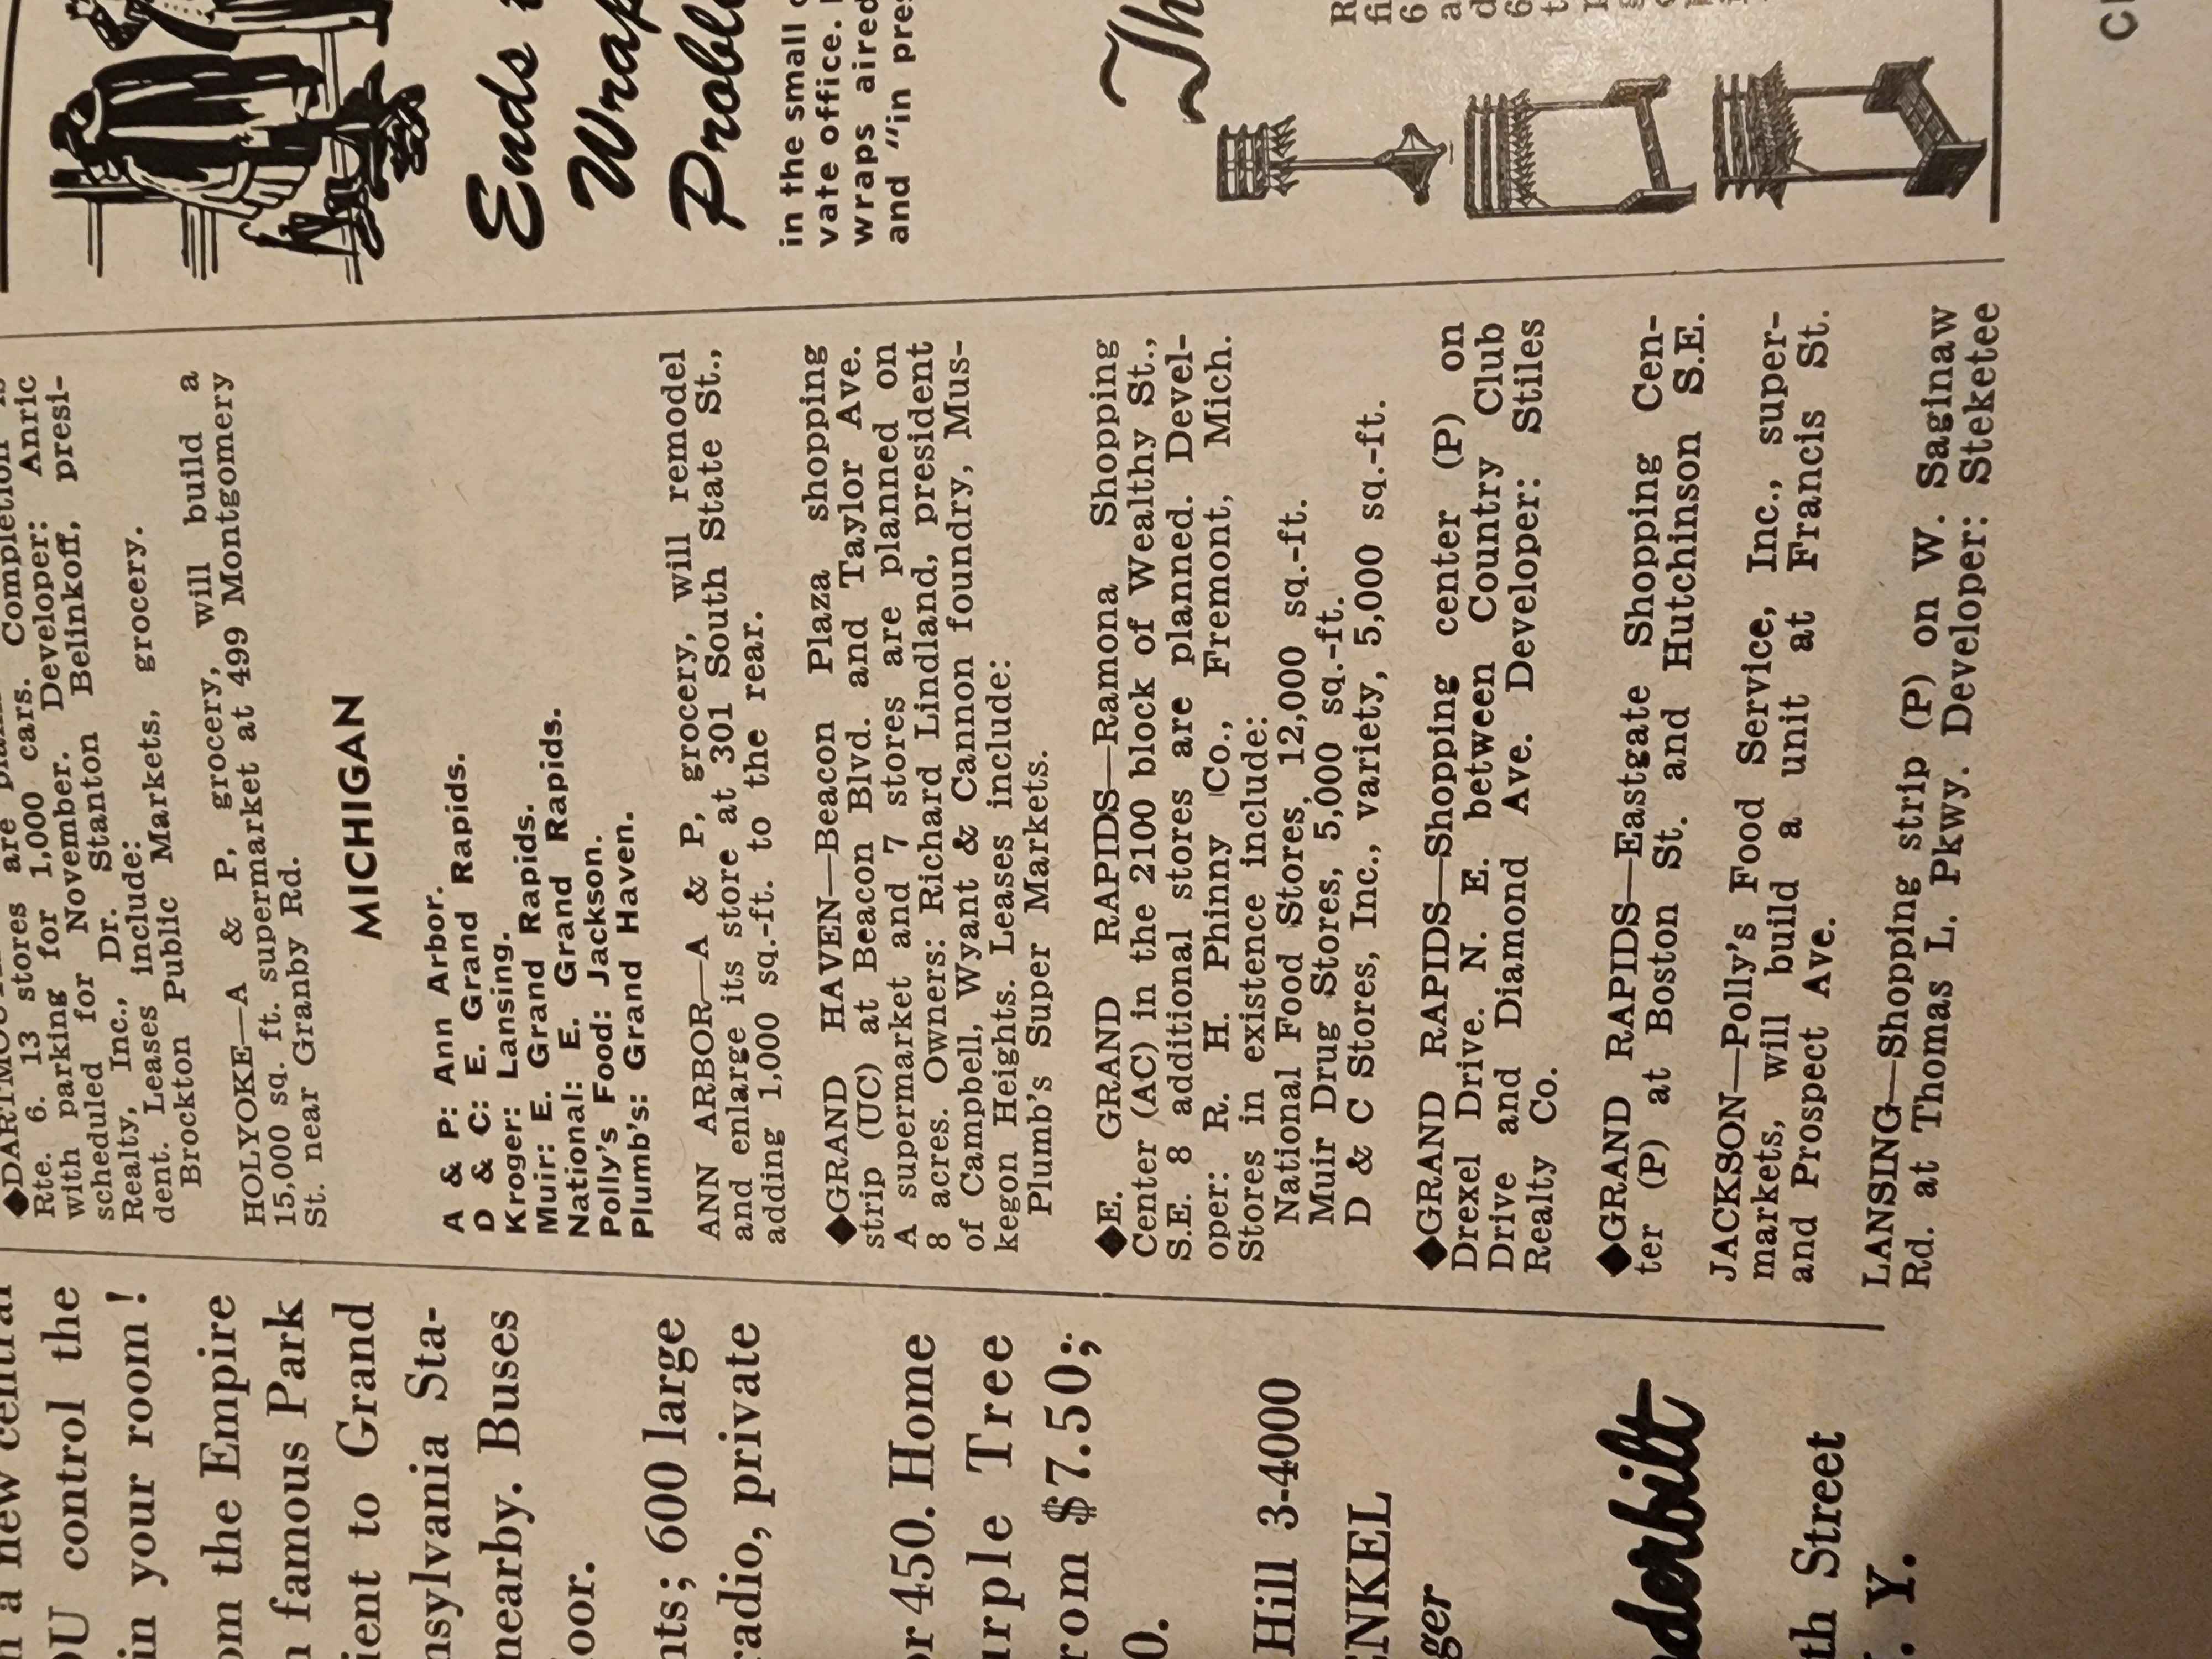 n a new central
OU control the
in your room !
om the Empire
n famous Park
ient to Grand
nsylvania Sta-
nearby. Buses
oor.
nts; 600 large
radio, private
or 450. Home
urple Tree
rom $7.50;
0.
Hill 3-4000
ENKEL
ger
derbilt
th Street
. Y.
Completion is
Rte. 6. 13 stores are
with parking for 1,000 cars.
scheduled for November. Developer: Anric
Realty, Inc., Dr. Stanton Belinkoff, presi-
dent. Leases include:
Brockton Public Markets, grocery.
HOLYOKE—A & P, grocery, will build a
15,000 sq. ft. supermarket at 499 Montgomery
St. near Granby Rd.
MICHIGAN
A & P: Ann Arbor.
D & C: E. Grand Rapids.
Kroger: Lansing.
Muir: E. Grand Rapids.
National: E. Grand Rapids.
Polly's Food: Jackson.
Plumb's: Grand Haven.
ANN ARBOR—A & P, grocery, will remodel
and enlarge its store at 301 South State St.,
adding 1,000 sq.-ft. to the rear.
◆GRAND HAVEN—Beacon Plaza shopping
strip (UC) at Beacon Blvd. and Taylor Ave.
A supermarket and 7 stores are planned on
8 acres. Owners: Richard Lindland, president
of Campbell, Wyant & Cannon foundry, Mus-
kegon Heights. Leases include:
Plumb's Super Markets.
◆E. GRAND RAPIDS—Ramona Shopping
Center (AC) in the 2100 block of Wealthy St.,
S.E. 8 additional stores are planned. Devel-
oper: R. H. Phinny Co., Fremont, Mich.
Stores in existence include:
National Food Stores, 12,000 sq.-ft.
Muir Drug Stores, 5,000 sq.-ft.
D & C Stores, Inc., variety, 5,000 sq.-ft.
◆GRAND RAPIDS—Shopping center (P) on
Drexel Drive. N. E. between Country Club
Drive and Diamond Ave. Developer: Stiles
Realty Co.
◆GRAND RAPIDS—Eastgate Shopping Cen-
ter (P) at Boston St. and Hutchinson S.E.
JACKSON—Polly's Food Service, Inc., super-
markets, will build a unit at Francis St.
and Prospect Ave.
LANSING—Shopping strip (P) on W. Saginaw
Rd. at Thomas L. Pkwy. Developer: Steketee
Ends
Wrap
Proble
in the small
vate office.
wraps aired
and "in pres
Th